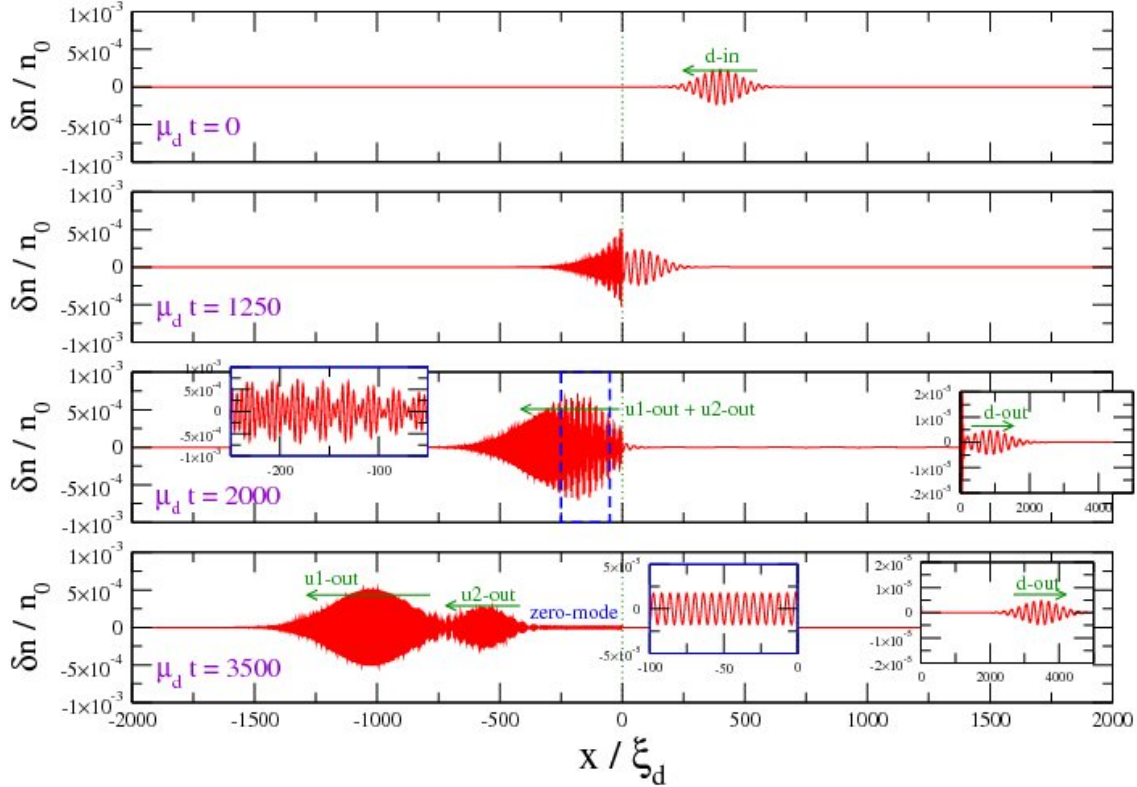 1×10⁻³
5×10⁻⁴
0
-5×10⁻⁴
-1×10⁻³
δn / n₀
d-in
μ_d t = 0
1×10⁻³
5×10⁻⁴
0
-5×10⁻⁴
-1×10⁻³
δn / n₀
μ_d t = 1250
1×10⁻³
5×10⁻⁴
0
-5×10⁻⁴
-1×10⁻³
δn / n₀
1×10⁻³
5×10⁻⁴
0
-5×10⁻⁴
-1×10⁻³
-200 -100
u1-out + u2-out
2×10⁻⁵
1×10⁻⁵
0
-1×10⁻⁵
-2×10⁻⁵
d-out
0 2000 4000
μ_d t = 2000
1×10⁻³
5×10⁻⁴
0
-5×10⁻⁴
-1×10⁻³
δn / n₀
u1-out
u2-out
zero-mode
5×10⁻⁵
0
-5×10⁻⁵
-100 -50 0
2×10⁻⁵
1×10⁻⁵
0
-1×10⁻⁵
-2×10⁻⁵
d-out
0 2000 4000
μ_d t = 3500
-2000 -1500 -1000 -500 0 500 1000 1500 2000
x / ξ_d